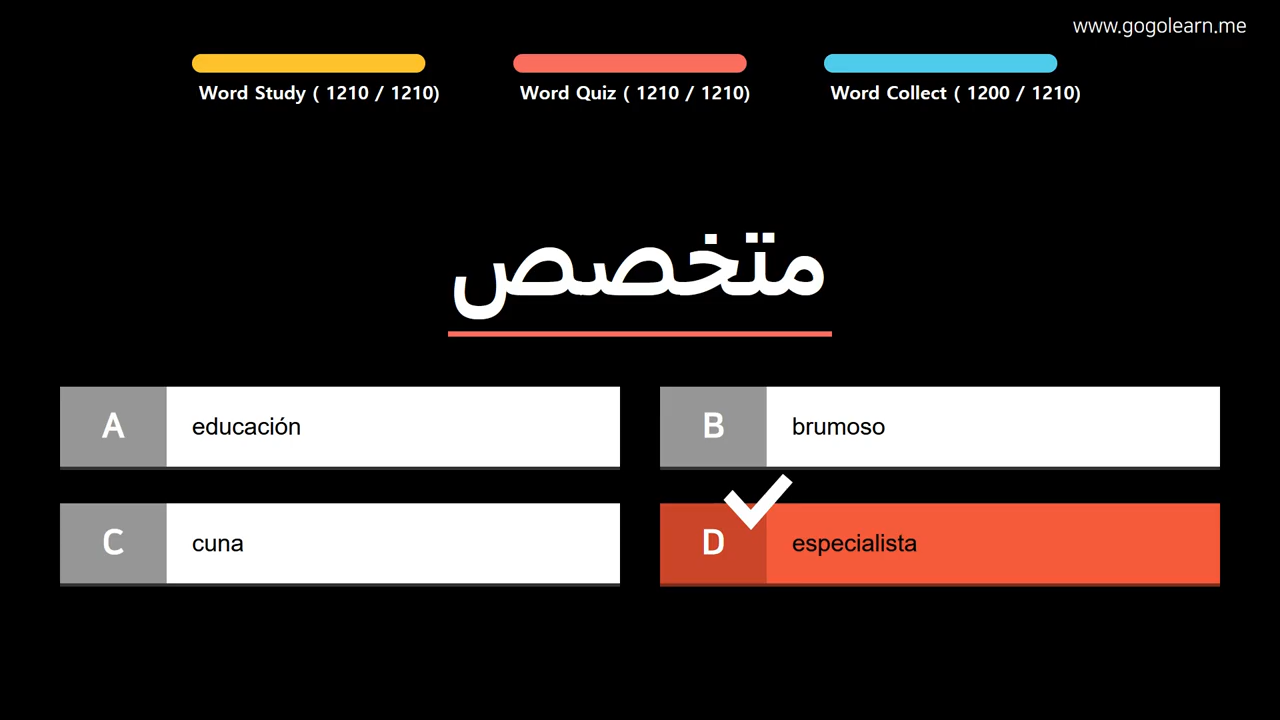 www.gogolearn.me
Word Study ( 1210 / 1210)
Word Quiz ( 1210 / 1210)
Word Collect ( 1200 / 1210)
متخصص
A educación
B brumoso
C cuna
D especialista